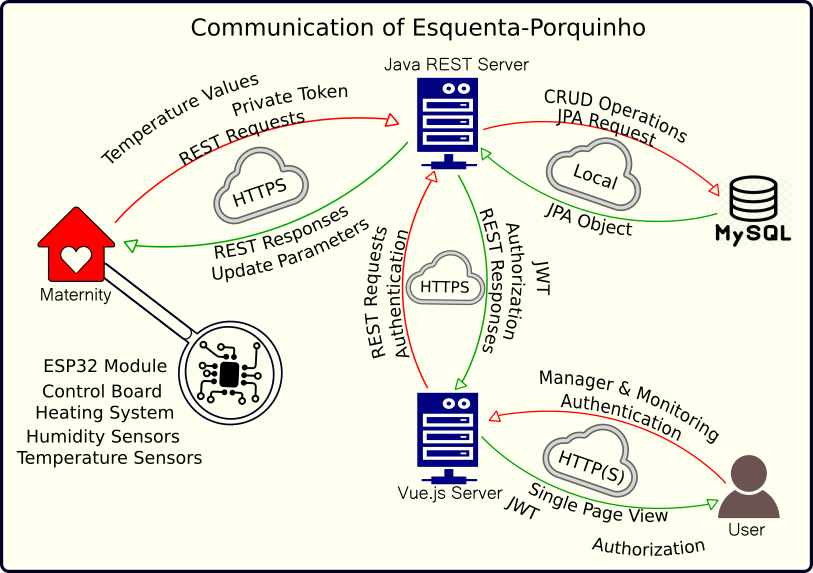 Communication of Esquenta-Porquinho
Java REST Server
Temperature Values
Private Token
REST Requests
HTTPS
REST Responses
Update Parameters
CRUD Operations
JPA Request
Local
JPA Object
MySQL
Maternity
REST Requests
Authentication
HTTPS
JWT
Authorization
REST Responses
ESP32 Module
Control Board
Heating System
Humidity Sensors
Temperature Sensors
Manager & Monitoring
Authentication
HTTP(S)
Vue.js Server
Single Page View
JWT
Authorization
User